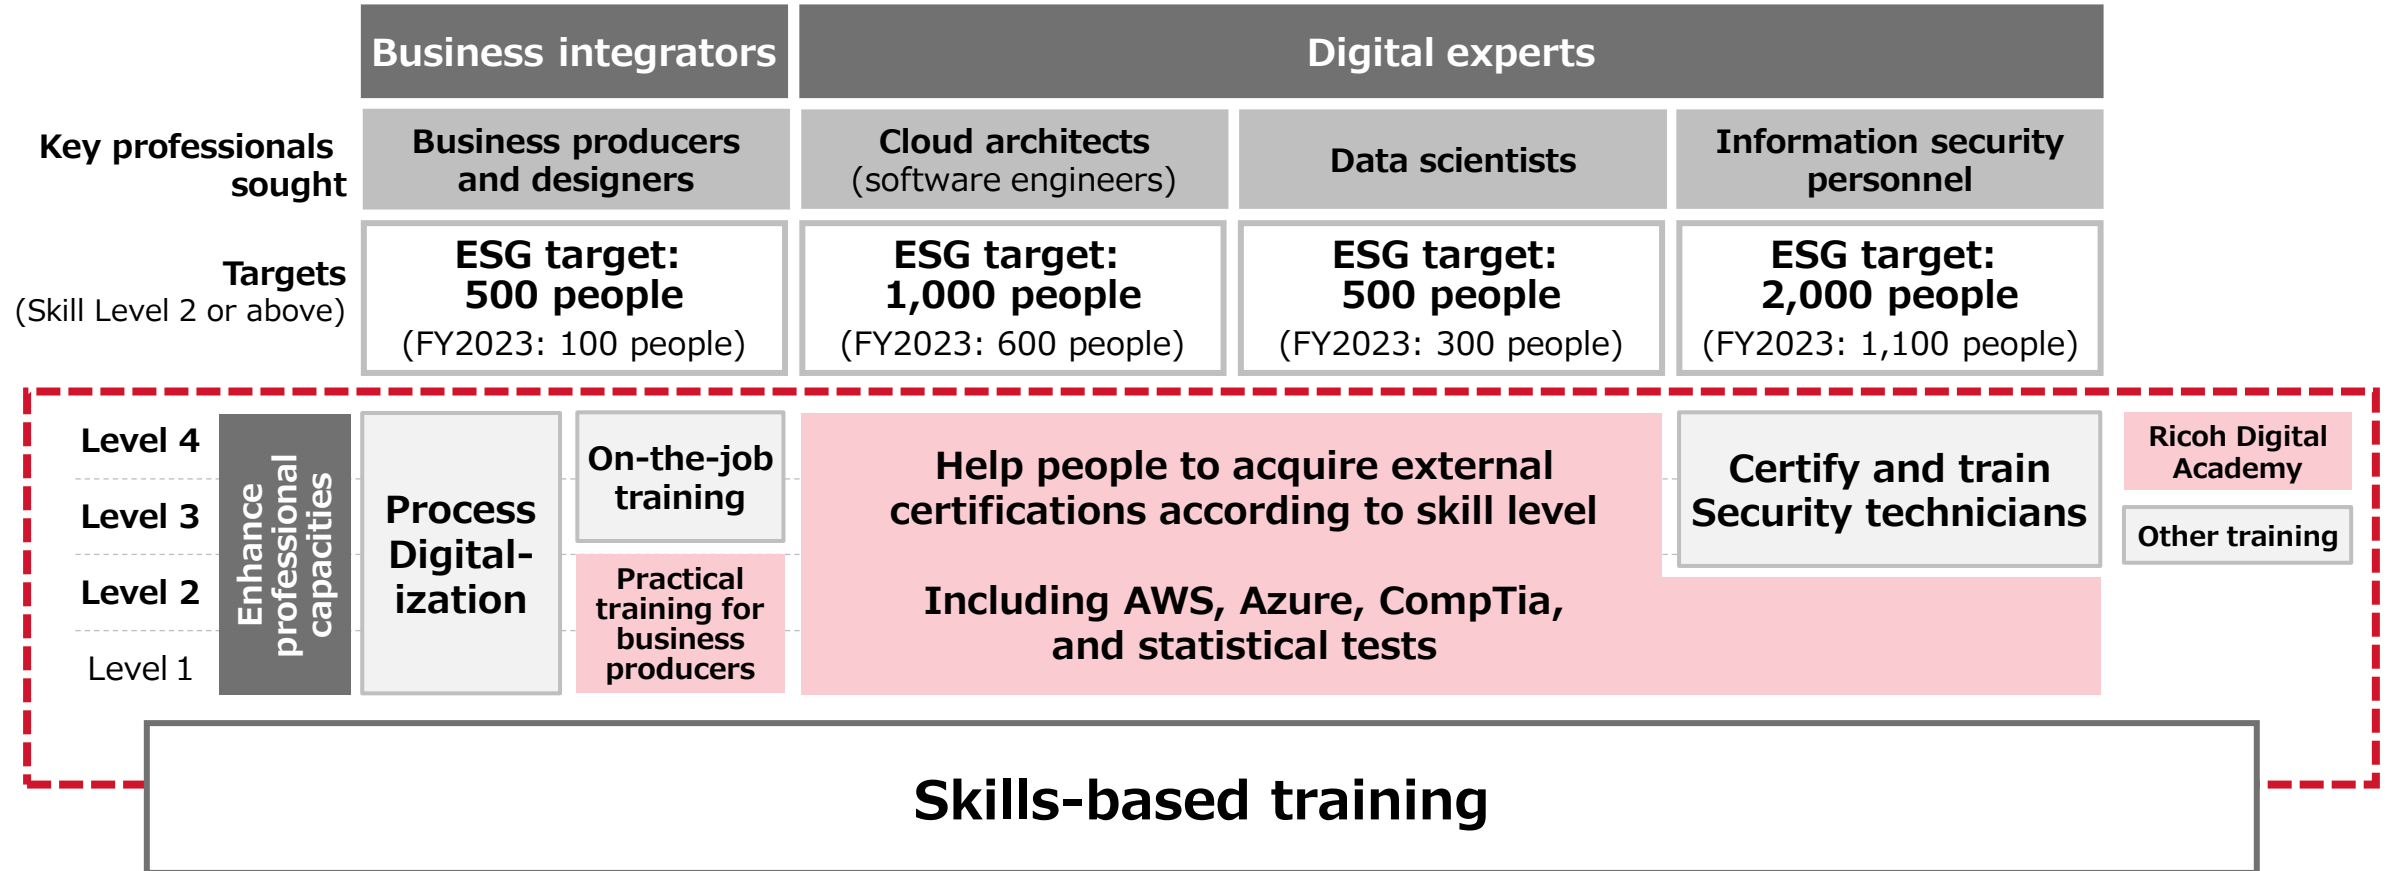 Business integrators
Digital experts
Key professionals
sought
Business producers
and designers
Cloud architects
(software engineers)
Data scientists
Information security
personnel
Targets
(Skill Level 2 or above)
ESG target:
500 people
(FY2023: 100 people)
ESG target:
1,000 people
(FY2023: 600 people)
ESG target:
500 people
(FY2023: 300 people)
ESG target:
2,000 people
(FY2023: 1,100 people)
Level 4
Level 3
Level 2
Level 1
Enhance
professional
capacities
Process
Digital-
ization
On-the-job
training
Practical
training for
business
producers
Help people to acquire external
certifications according to skill level
Including AWS, Azure, CompTia,
and statistical tests
Certify and train
Security technicians
Ricoh Digital
Academy
Other training
Skills-based training